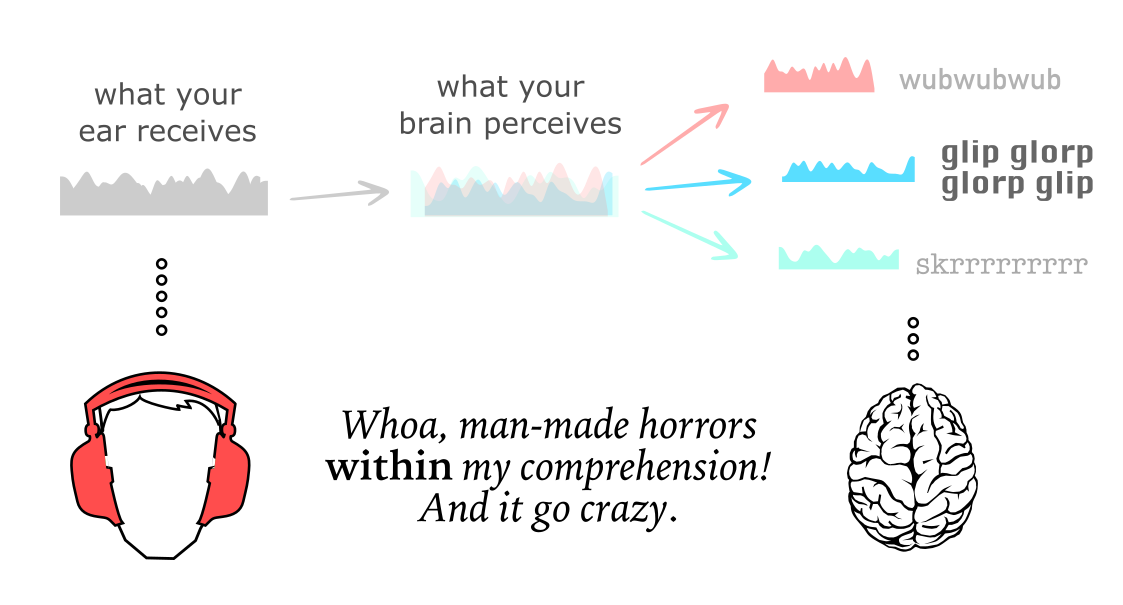 what your
ear receives
what your
brain perceives
wubwubwub
glip glorp
glorp glip
skrrrrrrrrr
Whoa, man-made horrors
within my comprehension!
And it go crazy.